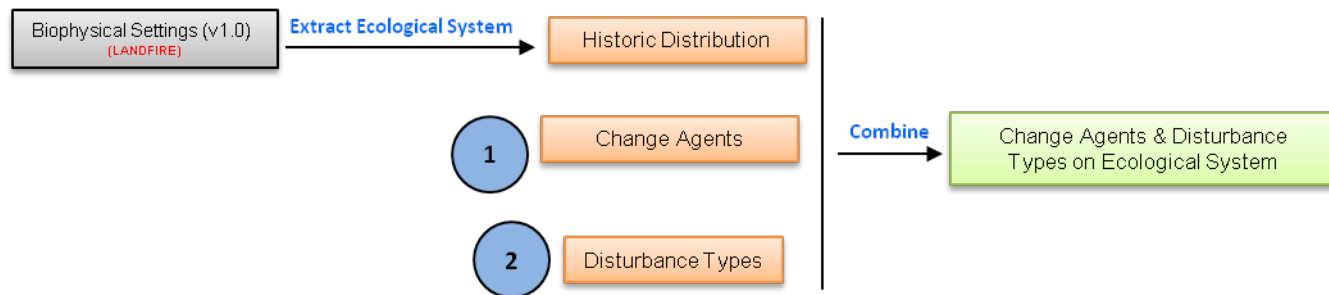 Biophysical Settings (v1.0)
(LANDFIRE)
Extract Ecological System
Historic Distribution
1
Change Agents
2
Disturbance Types
Combine
Change Agents & Disturbance
Types on Ecological System